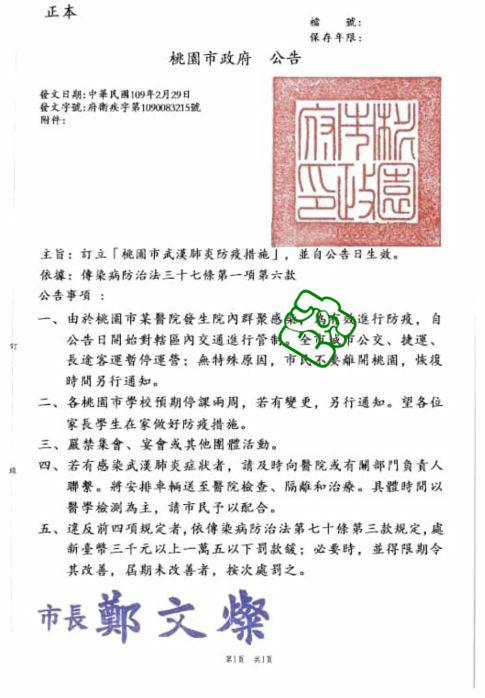 正本
檔　　號：
保存年限：
桃園市政府　公告
發文日期：中華民國109年2月29日
發文字號：府衛疾字第1090083215號
附件：
桃園市政府印
主旨：訂立「桃園市武漢肺炎防疫措施」，並自公告日生效。
依據：傳染病防治法三十七條第一項第六款
公告事項：
一、由於桃園市某醫院發生院內群聚感染，為有效進行防疫，自
公告日開始對轄區內交通進行管制。全市城市公交、捷運、
長途客運暫停運營；無特殊原因，市民不要離開桃園，恢復
時間另行通知。
二、各桃園市學校預期停課兩周，若有變更，另行通知。望各位
家長學生在家做好防疫措施。
三、嚴禁集會、宴會或其他團體活動。
四、若有感染武漢肺炎症狀者，請及時向醫院或有關部門負責人
聯繫。將安排車輛送至醫院檢查、隔離和治療。具體時間以
醫學檢測為主，請市民予以配合。
五、違反前四項規定者，依傳染病防治法第七十條第三款規定，處
新臺幣三千元以上一萬五以下罰款鍰；必要時，並得限期令
其改善，屆期未改善者，按次處罰之。
訂
線
市長 鄭文燦
第1頁　共1頁